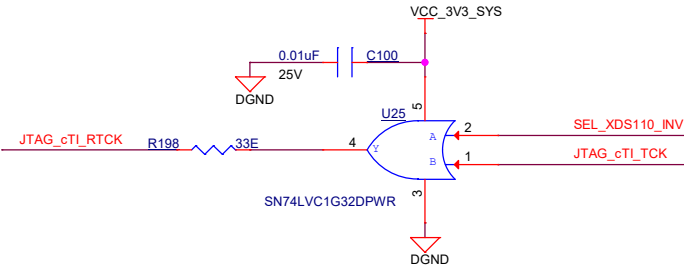 VCC_3V3_SYS
0.01uF
C100
25V
DGND
U25
5
JTAG_cTI_RTCK
R198
33E
4
Y
A
2
SEL_XDS110_INV
B
1
JTAG_cTI_TCK
SN74LVC1G32DPWR
3
DGND